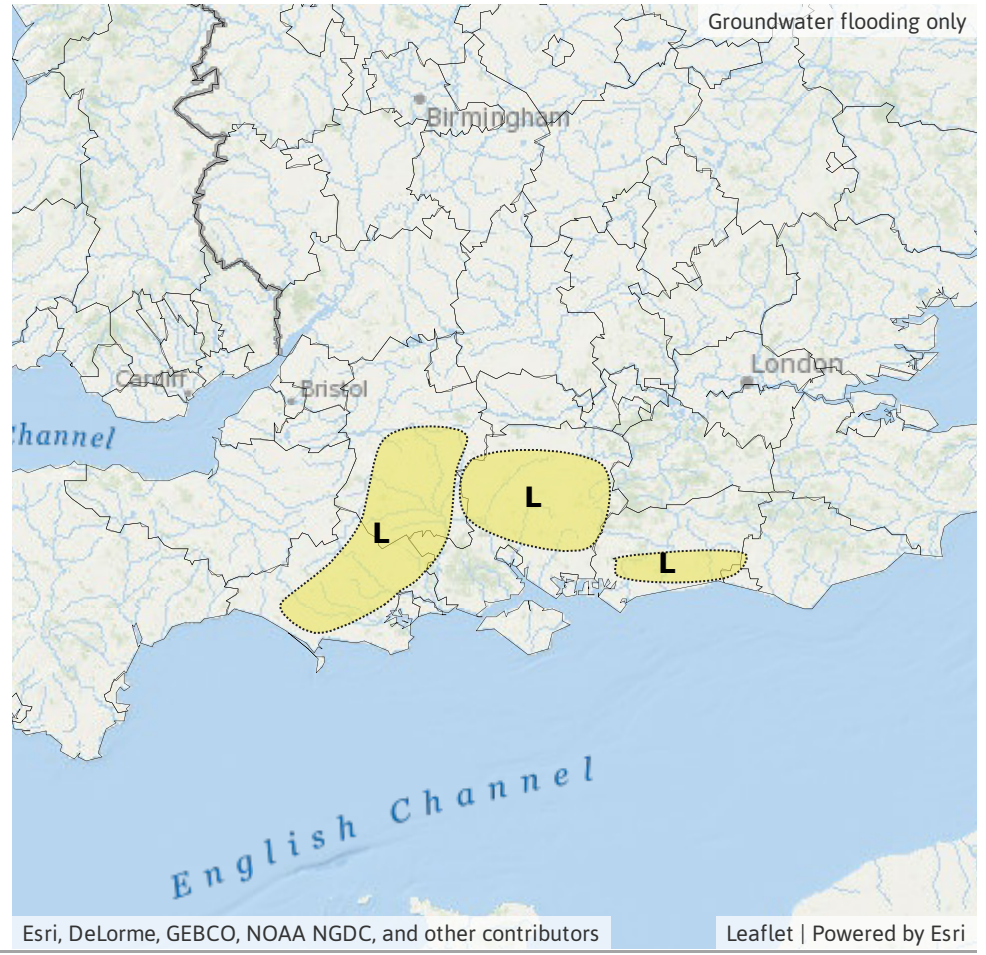 Groundwater flooding only
Birmingham
London
Cardiff
Bristol
Channel
L
L
L
English Channel
Esri, DeLorme, GEBCO, NOAA NGDC, and other contributors
Leaflet | Powered by Esri